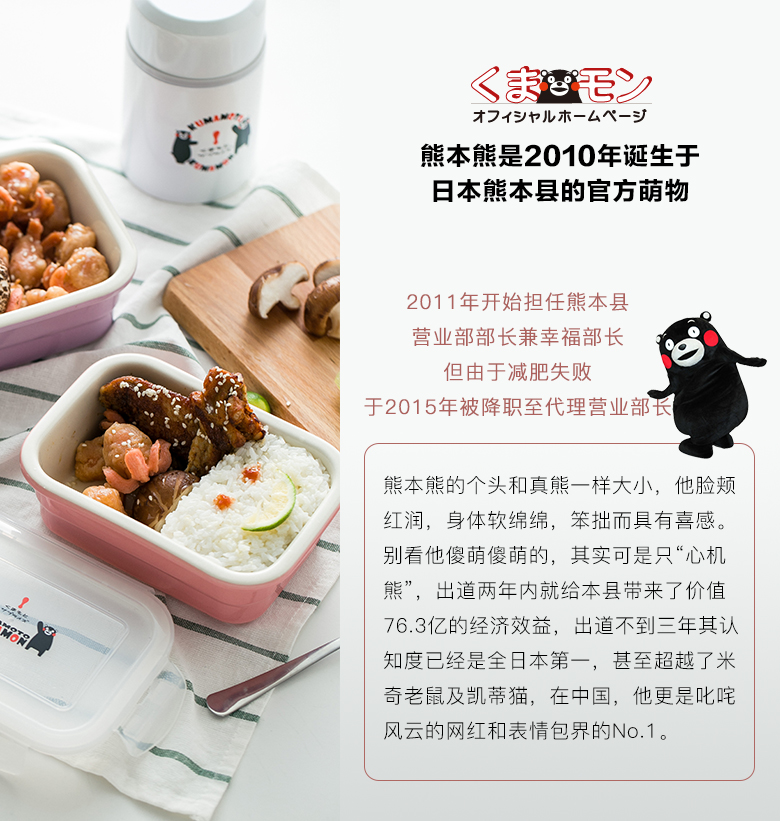 KUMAMOTO
くまモン
オフィシャルホームページ
熊本熊是2010年诞生于
日本熊本县的官方萌物
2011年开始担任熊本县
营业部部长兼幸福部长
但由于减肥失败
于2015年被降职至代理营业部长
熊本熊的个头和真熊一样大小，他脸颊
红润，身体软绵绵，笨拙而具有喜感。
别看他傻萌傻萌的，其实可是只“心机
熊”，出道两年内就给本县带来了价值
76.3亿的经济效益，出道不到三年其认
知度已经是全日本第一，甚至超越了米
奇老鼠及凯蒂猫，在中国，他更是叱咤
风云的网红和表情包界的No.1。